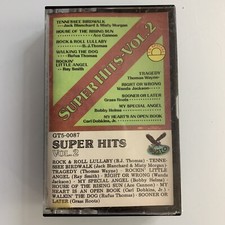 TENNESSEE BIRDWALK
—Jack Blanchard & Misty Morgan
HOUSE OF THE RISING SUN
—Ace Cannon
ROCK & ROLL LULLABY
—B.J. Thomas
WALKING THE DOG
—Rufus Thomas
ROCKIN'
LITTLE ANGEL
—Ray Smith
SUPER HITS VOL. 2
TRAGEDY
Thomas Wayne—
RIGHT OR WRONG
Wanda Jackson—
SOONER OR LATER
Grass Roots—
MY SPECIAL ANGEL
Bobby Helms—
MY HEART'S AN OPEN BOOK
Carl Dobkins, Jr.—
GT5-0087
SUPER HITS
VOL. 2
ROCK & ROLL LULLABY (B.J. Thomas) - TENNE-
SSEE BIRDWALK (Jack Blanchard & Misty Morgan)
TRAGEDY (Thomas Wayne) - ROCKIN' LITTLE
ANGEL (Ray Smith) - RIGHT OR WRONG (Wanda
Jackson) - MY SPECIAL ANGEL (Bobby Helms)
HOUSE OF THE RISING SUN (Ace Cannon) - MY
HEART IS AN OPEN BOOK (Carl Dobkins, Jr.)
WALKIN' THE DOG (Rufus Thomas) - SOONER OR
LATER (Grass Roots)